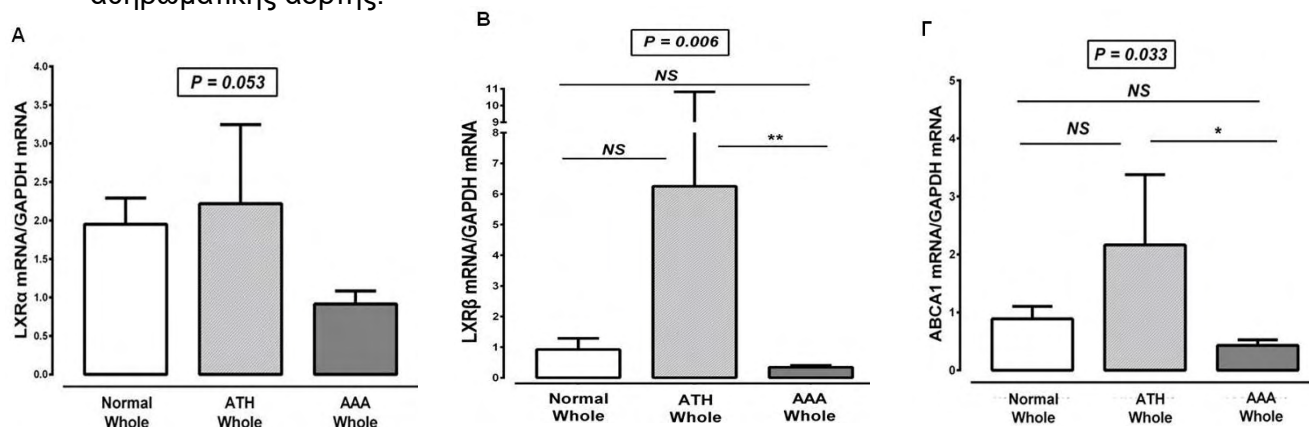 Α
P = 0.053
LXRα mRNA/GAPDH mRNA
4.0
3.5
3.0
2.5
2.0
1.5
1.0
0.5
0.0
Normal
Whole
ATH
Whole
AAA
Whole
Β
P = 0.006
NS
NS
**
LXRβ mRNA/GAPDH mRNA
11
10
9
8
7
6
5
4
3
2
1
0
Normal
Whole
ATH
Whole
AAA
Whole
Γ
P = 0.033
NS
NS
*
ABCA1 mRNA/GAPDH mRNA
5
4
3
2
1
0
Normal
Whole
ATH
Whole
AAA
Whole